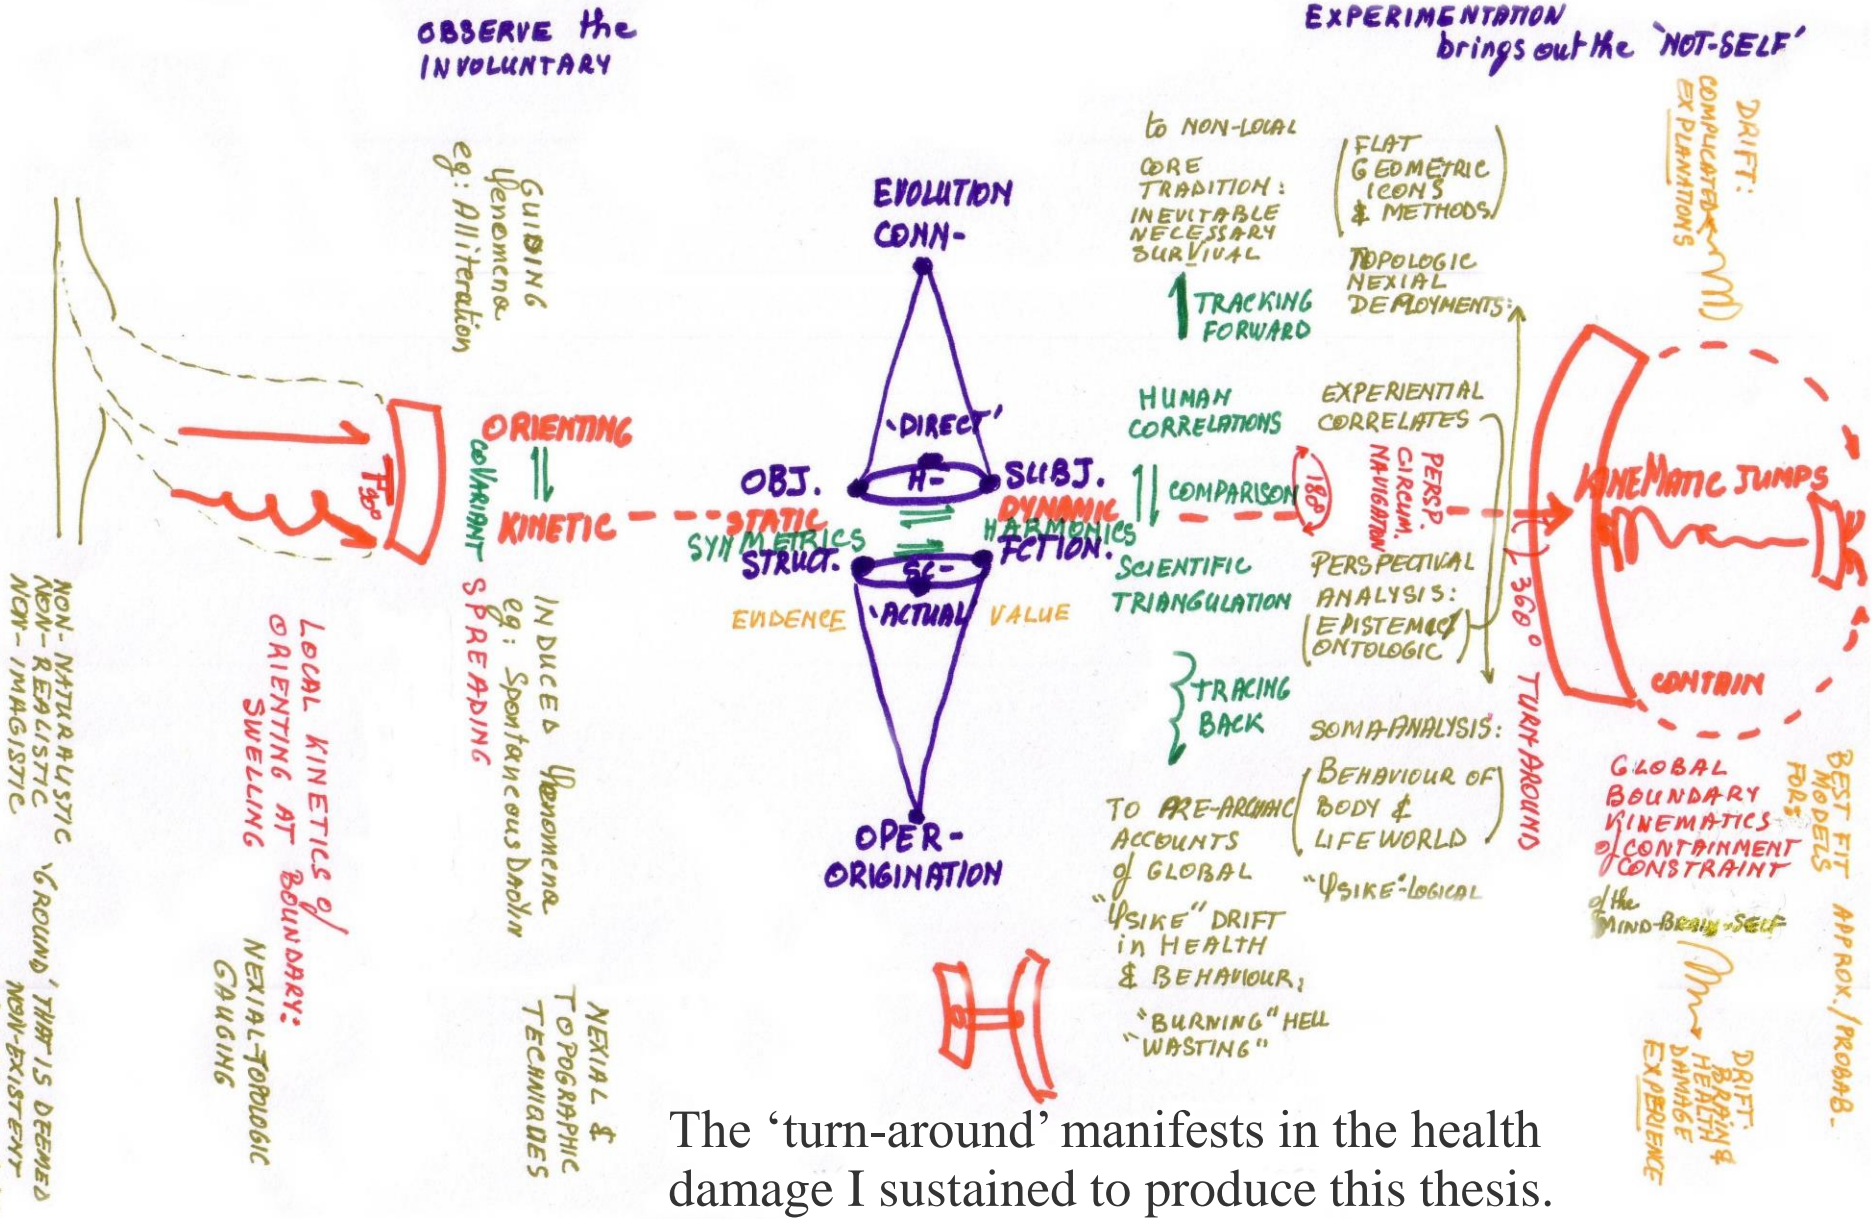 OBSERVE the
INVOLUNTARY
EXPERIMENTATION
brings out the 'NOT-SELF'
GUIDING
Ψenomena
eg: Alliteration
EVOLUTION
CONN-
to NON-LOCAL
CORE
TRADITION:
INEVITABLE
NECESSARY
SURVIVAL
(FLAT
GEOMETRIC
ICONS
& METHODS)
TOPOLOGIC
NEXIAL
DEPLOYMENTS:
TRACKING
FORWARD
DRIFT:
COMPLICATED
EXPLANATIONS
T90°
ORIENTING
COVARIANT
KINETIC
SPREADING
'DIRECT'
OBJ.
H-
SUBJ.
STATIC
DYNAMIC
SYMMETRICS
HARMONICS
STRUCT.
SC-
FCTION.
EVIDENCE
'ACTUAL'
VALUE
HUMAN
CORRELATIONS
COMPARISON
SCIENTIFIC
TRIANGULATION
TRACING
BACK
EXPERIENTIAL
CORRELATES
180°
PERSP.
CIRCUM.
NAVIGATION
PERSPECTIVAL
ANALYSIS:
(EPISTEMIC/
ONTOLOGIC)
360° TURNAROUND
KINEMATIC JUMPS
CONTAIN
SOMA-ANALYSIS:
(BEHAVIOUR OF
BODY &
LIFEWORLD)
"ΨSIKE"-LOGICAL
OPER-
ORIGINATION
TO PRE-ARCHAIC
ACCOUNTS
of GLOBAL
"ΨSIKE" DRIFT
in HEALTH
& BEHAVIOUR,
"BURNING" HELL
"WASTING"
GLOBAL
BOUNDARY
KINEMATICS
of CONTAINMENT
CONSTRAINT
of the
MIND-BRAIN-SELF
BEST FIT APPROX./PROBAB.
MODELS
FOR:
DRIFT:
BRAIN &
HEALTH
DAMAGE
EXPERIENCE
INDUCED Ψenomena
eg: Spontaneous DaoYin
NEXIAL &
TOPOGRAPHIC
TECHNIQUES
LOCAL KINETICS of
ORIENTING AT BOUNDARY:
SWELLING
NEXIAL-TOPOLOGIC
GAUGING
NON-NATURALISTIC 'GROUND' THAT IS DEEMED
NON-REALISTIC NON-EXISTENT
NON-IMAGISTIC
The ‘turn-around’ manifests in the health
damage I sustained to produce this thesis.